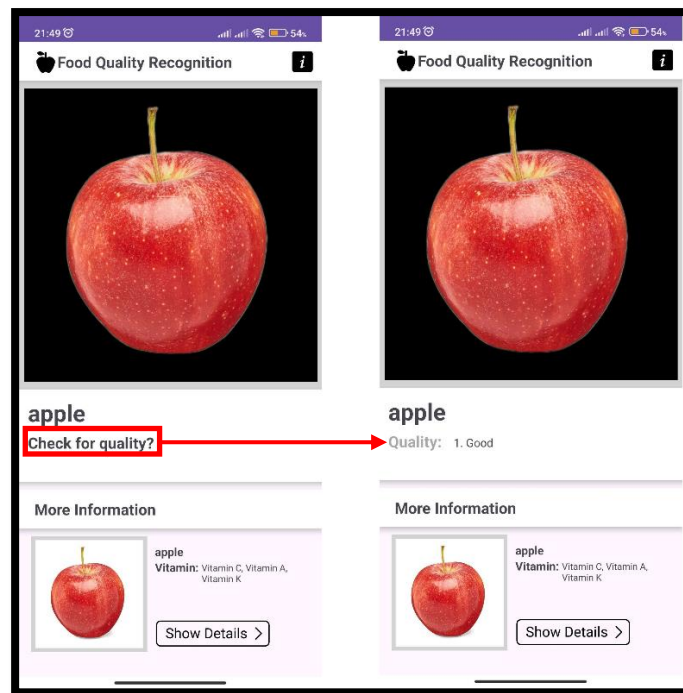 21:49
54%
Food Quality Recognition
i
apple
Check for quality?
More Information
apple
Vitamin: Vitamin C, Vitamin A,
Vitamin K
Show Details >
21:49
54%
Food Quality Recognition
i
apple
Quality: 1. Good
More Information
apple
Vitamin: Vitamin C, Vitamin A,
Vitamin K
Show Details >